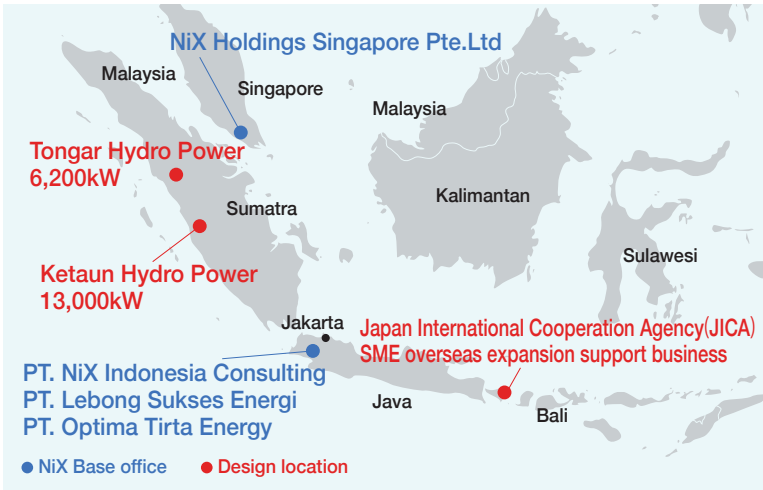 NiX Holdings Singapore Pte.Ltd
Malaysia
Singapore
Malaysia
Tongar Hydro Power
6,200kW
Kalimantan
Sumatra
Sulawesi
Ketaun Hydro Power
13,000kW
Jakarta
Japan International Cooperation Agency(JICA)
SME overseas expansion support business
PT. NiX Indonesia Consulting
PT. Lebong Sukses Energi
PT. Optima Tirta Energy
Java
Bali
NiX Base office
Design location